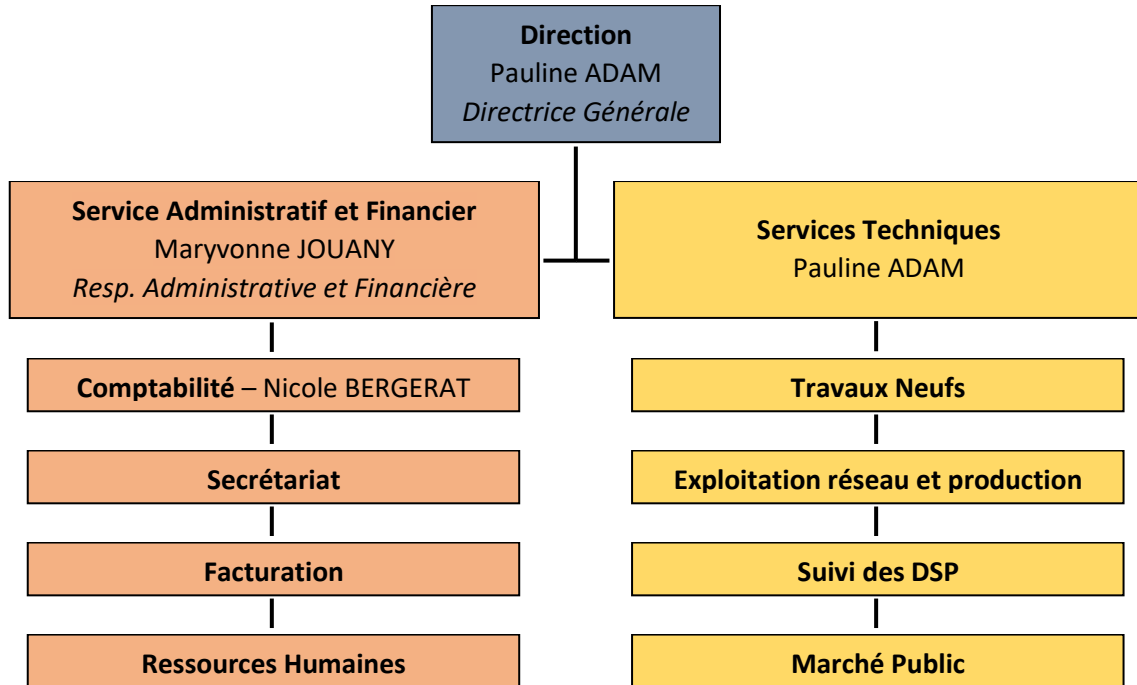 Direction
Pauline ADAM
Directrice Générale
Service Administratif et Financier
Maryvonne JOUANY
Resp. Administrative et Financière
Services Techniques
Pauline ADAM
Comptabilité – Nicole BERGERAT
Travaux Neufs
Secrétariat
Exploitation réseau et production
Facturation
Suivi des DSP
Ressources Humaines
Marché Public